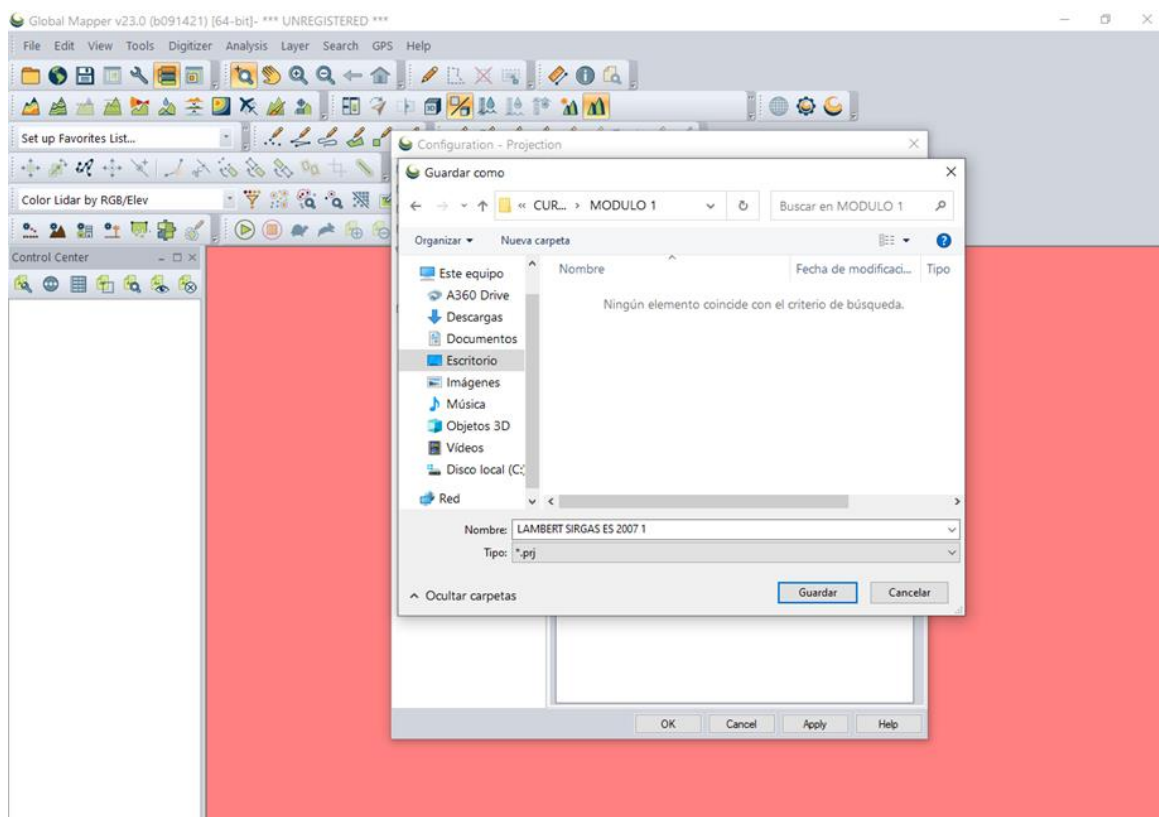 Global Mapper v23.0 (b091421) [64-bit]- *** UNREGISTERED ***
File Edit View Tools Digitizer Analysis Layer Search GPS Help
Set up Favorites List...
Configuration - Projection
Guardar como
Color Lidar by RGB/Elev
« CUR... › MODULO 1
Buscar en MODULO 1
Organizar
Nueva carpeta
Control Center
Este equipo
A360 Drive
Descargas
Documentos
Escritorio
Imágenes
Música
Objetos 3D
Vídeos
Disco local (C:
Red
Nombre
Fecha de modificaci...
Tipo
Ningún elemento coincide con el criterio de búsqueda.
Nombre: LAMBERT SIRGAS ES 2007 1
Tipo: *.prj
Ocultar carpetas
Guardar
Cancelar
OK
Cancel
Apply
Help